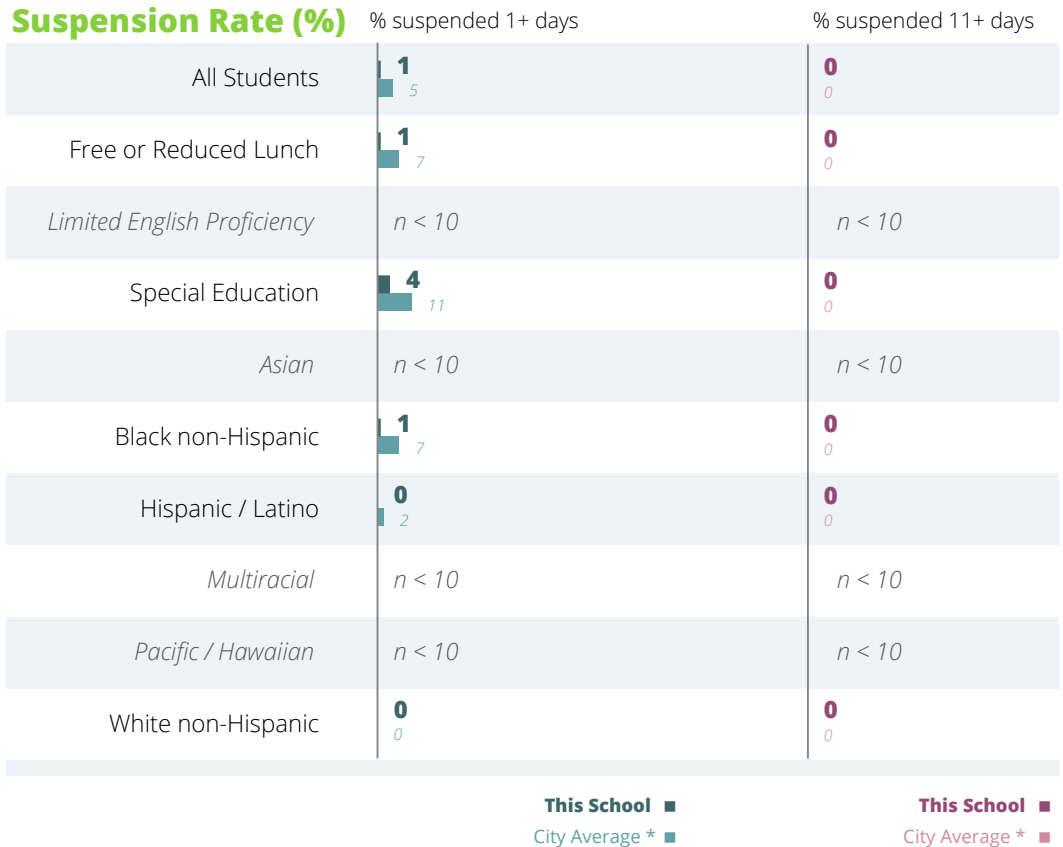 Suspension Rate (%) % suspended 1+ days % suspended 11+ days
All Students 1 0
5 0
Free or Reduced Lunch 1 0
7 0
Limited English Proficiency n < 10 n < 10
Special Education 4 0
11 0
Asian n < 10 n < 10
Black non-Hispanic 1 0
7 0
Hispanic / Latino 0 0
2 0
Multiracial n < 10 n < 10
Pacific / Hawaiian n < 10 n < 10
White non-Hispanic 0 0
0 0
This School This School
City Average * City Average *